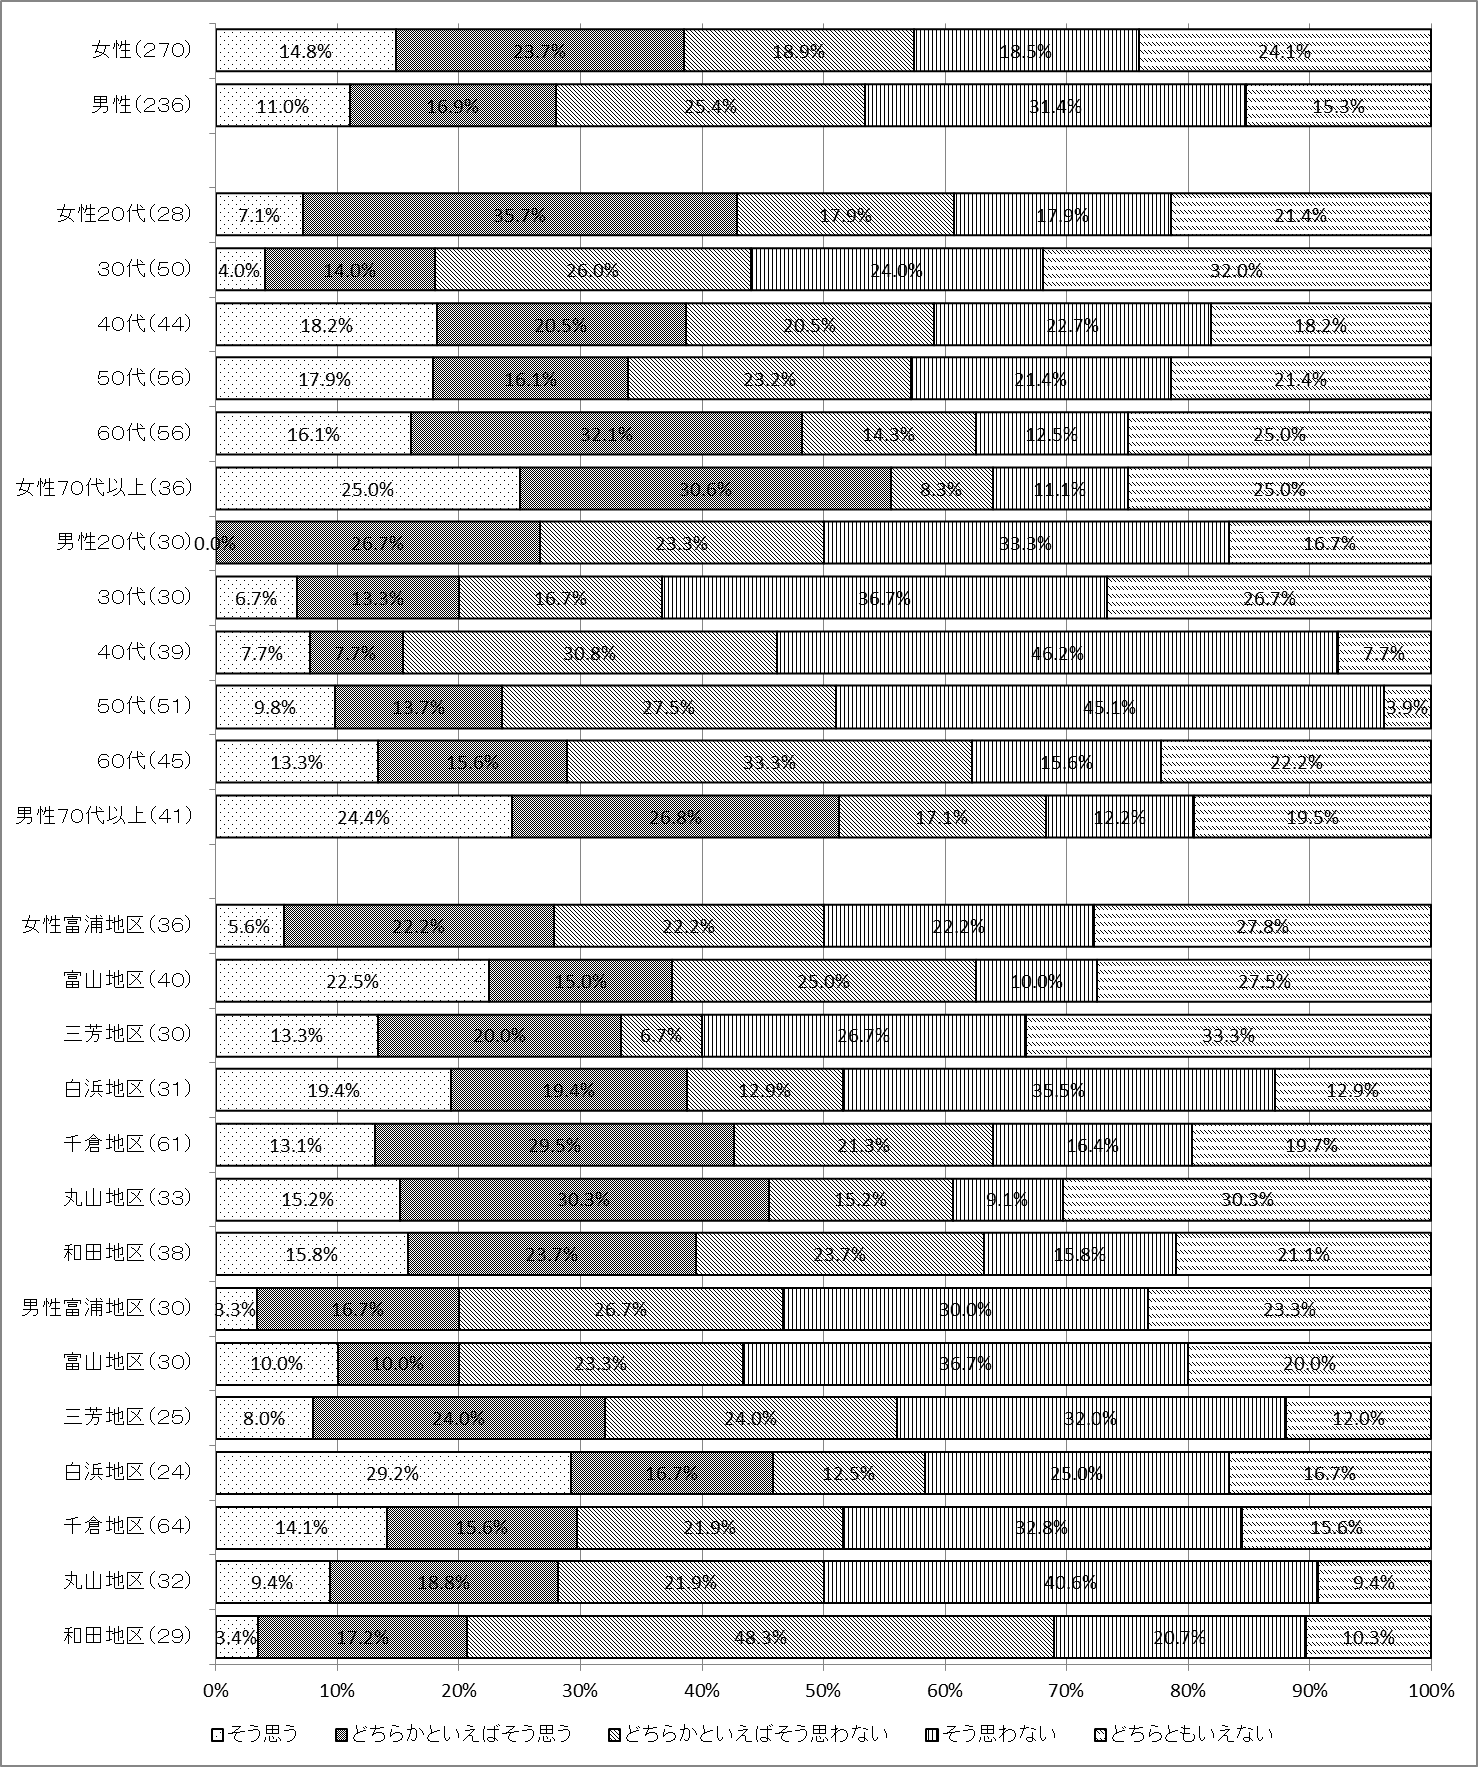 女性(270) 14.8% 23.7% 18.9% 18.5% 24.1%
男性(236) 11.0% 16.9% 25.4% 31.4% 15.3%
女性20代(28) 7.1% 35.7% 17.9% 17.9% 21.4%
30代(50) 4.0% 14.0% 26.0% 24.0% 32.0%
40代(44) 18.2% 20.5% 20.5% 22.7% 18.2%
50代(56) 17.9% 16.1% 23.2% 21.4% 21.4%
60代(56) 16.1% 32.1% 14.3% 12.5% 25.0%
女性70代以上(36) 25.0% 30.6% 8.3% 11.1% 25.0%
男性20代(30) 0.0% 26.7% 23.3% 33.3% 16.7%
30代(30) 6.7% 13.3% 16.7% 36.7% 26.7%
40代(39) 7.7% 7.7% 30.8% 46.2% 7.7%
50代(51) 9.8% 13.7% 27.5% 45.1% 3.9%
60代(45) 13.3% 15.6% 33.3% 15.6% 22.2%
男性70代以上(41) 24.4% 26.8% 17.1% 12.2% 19.5%
女性富浦地区(36) 5.6% 22.2% 22.2% 22.2% 27.8%
富山地区(40) 22.5% 15.0% 25.0% 10.0% 27.5%
三芳地区(30) 13.3% 20.0% 6.7% 26.7% 33.3%
白浜地区(31) 19.4% 19.4% 12.9% 35.5% 12.9%
千倉地区(61) 13.1% 29.5% 21.3% 16.4% 19.7%
丸山地区(33) 15.2% 30.3% 15.2% 9.1% 30.3%
和田地区(38) 15.8% 23.7% 23.7% 15.8% 21.1%
男性富浦地区(30) 3.3% 16.7% 26.7% 30.0% 23.3%
富山地区(30) 10.0% 10.0% 23.3% 36.7% 20.0%
三芳地区(25) 8.0% 24.0% 24.0% 32.0% 12.0%
白浜地区(24) 29.2% 16.7% 12.5% 25.0% 16.7%
千倉地区(64) 14.1% 15.6% 21.9% 32.8% 15.6%
丸山地区(32) 9.4% 18.8% 21.9% 40.6% 9.4%
和田地区(29) 3.4% 17.2% 48.3% 20.7% 10.3%
0% 10% 20% 30% 40% 50% 60% 70% 80% 90% 100%
そう思う どちらかといえばそう思う どちらかといえばそう思わない そう思わない どちらともいえない